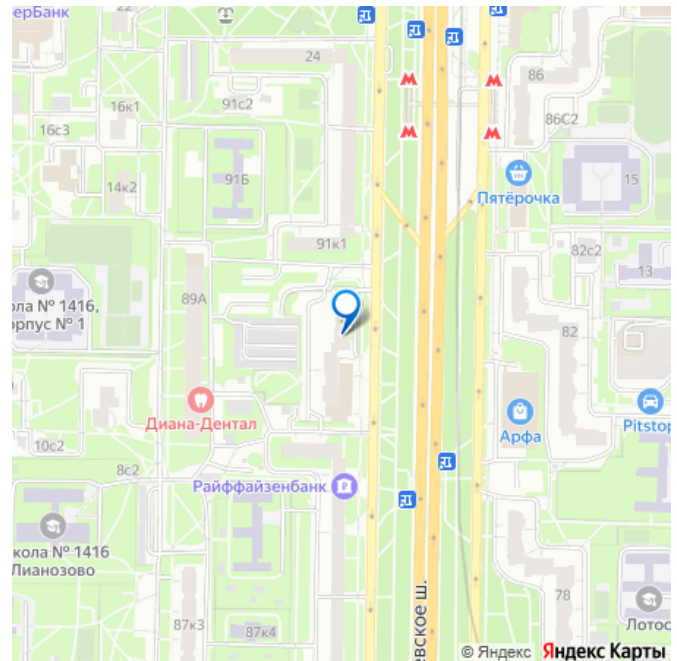 ерБанк
22
24
16к1
91с2
86
86С2
16с3
91Б
15
14к2
Пятёрочка
91к1
82с2
13
ола № 1416,
орпус № 1
89А
82
Диана-Дентал
Арфа
Pitstop
10с2
8с2
Райффайзенбанк
кола № 1416
Лианозово
78
Лотос
87к3
87к4
евское ш.
© Яндекс Яндекс Карты